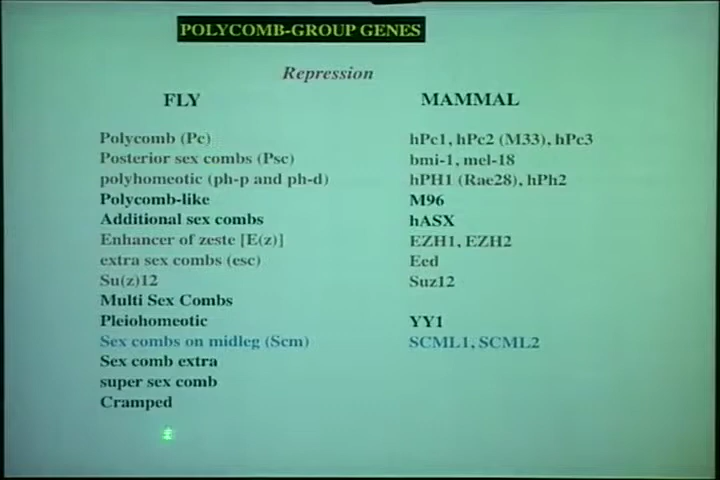 POLYCOMB-GROUP GENES
Repression
FLY MAMMAL
Polycomb (Pc) hPc1, hPc2 (M33), hPc3
Posterior sex combs (Psc) bmi-1, mel-18
polyhomeotic (ph-p and ph-d) hPH1 (Rae28), hPh2
Polycomb-like M96
Additional sex combs hASX
Enhancer of zeste [E(z)] EZH1, EZH2
extra sex combs (esc) Eed
Su(z)12 Suz12
Multi Sex Combs
Pleiohomeotic YY1
Sex combs on midleg (Scm) SCML1, SCML2
Sex comb extra
super sex comb
Cramped